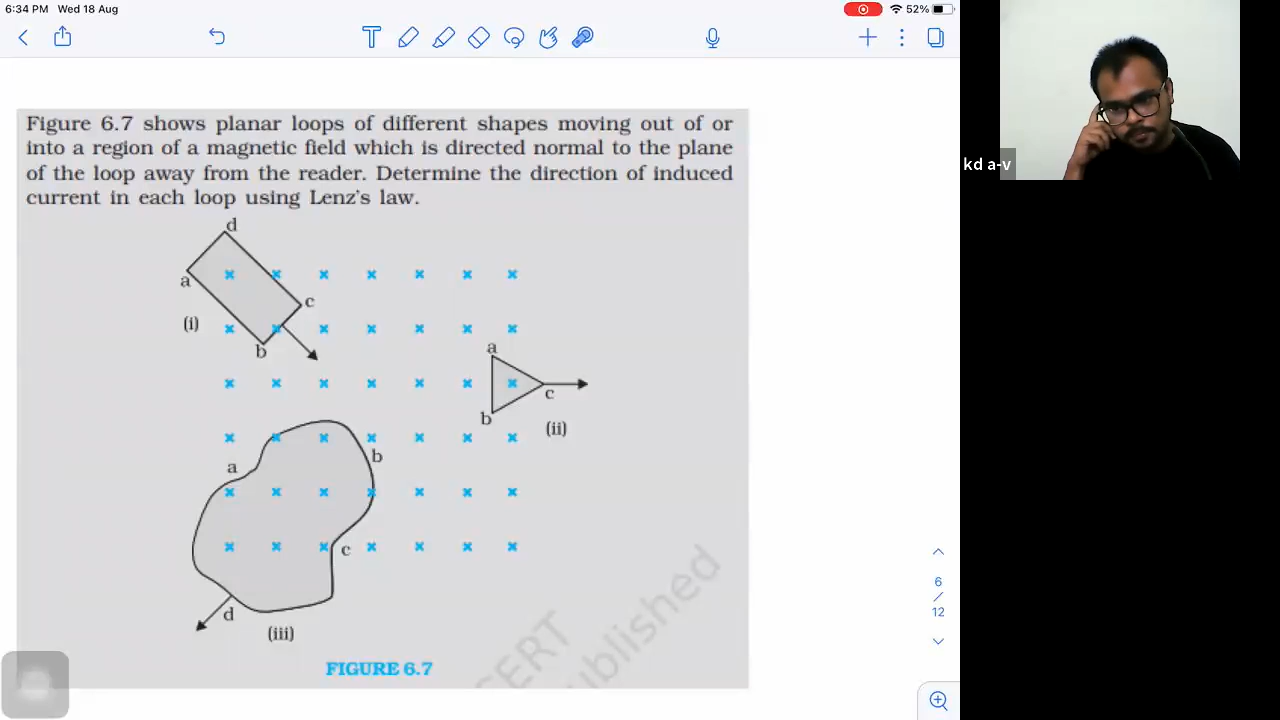 6:34 PM Wed 18 Aug
52%
T
kd a-v
Figure 6.7 shows planar loops of different shapes moving out of or
into a region of a magnetic field which is directed normal to the plane
of the loop away from the reader. Determine the direction of induced
current in each loop using Lenz's law.
d
a
c
(i)
b
a
c
b
(ii)
a
b
c
d
(iii)
FIGURE 6.7
6
/
12